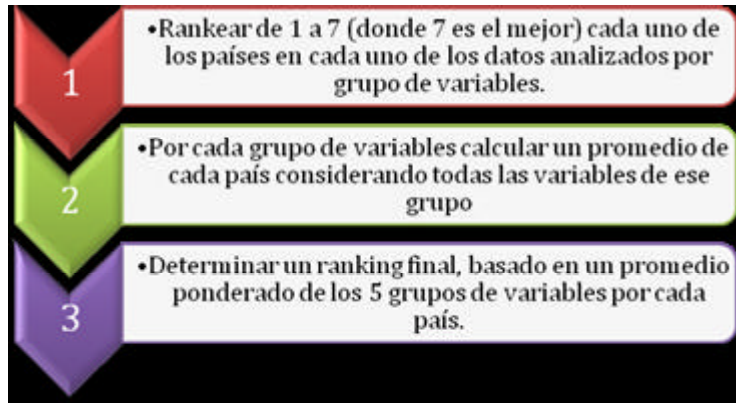 1
•Rankear de 1 a 7 (donde 7 es el mejor) cada uno de
los países en cada uno de los datos analizados por
grupo de variables.
2
•Por cada grupo de variables calcular un promedio de
cada país considerando todas las variables de ese
grupo
3
•Determinar un ranking final, basado en un promedio
ponderado de los 5 grupos de variables por cada
país.